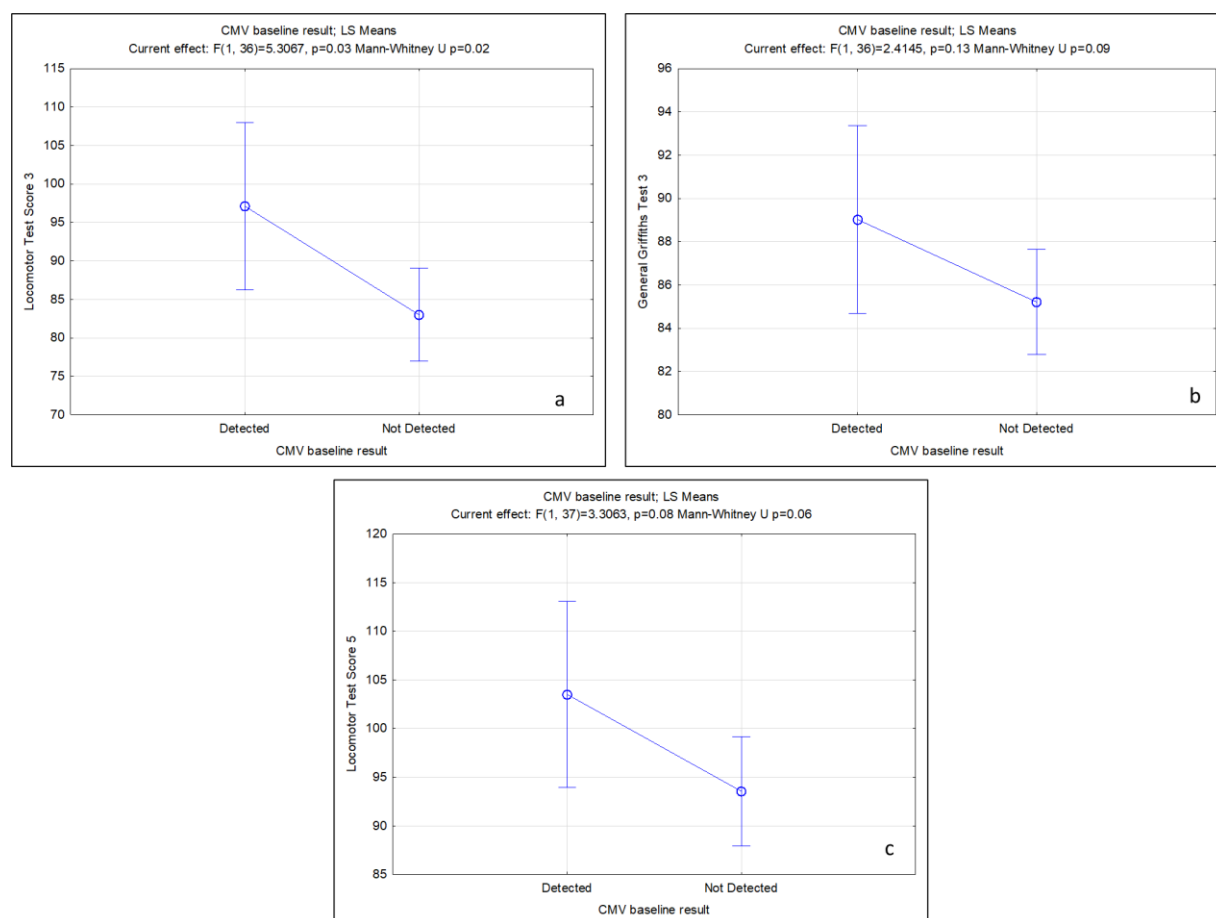 CMV baseline result; LS Means
Current effect: F(1, 36)=5.3067, p=0.03 Mann-Whitney U p=0.02
115
110
105
100
95
90
85
80
75
70
Locomotor Test Score 3
Detected
Not Detected
CMV baseline result
a
CMV baseline result; LS Means
Current effect: F(1, 36)=2.4145, p=0.13 Mann-Whitney U p=0.09
96
94
92
90
88
86
84
82
80
General Griffiths Test 3
Detected
Not Detected
CMV baseline result
b
CMV baseline result; LS Means
Current effect: F(1, 37)=3.3063, p=0.08 Mann-Whitney U p=0.06
120
115
110
105
100
95
90
85
Locomotor Test Score 5
Detected
Not Detected
CMV baseline result
c